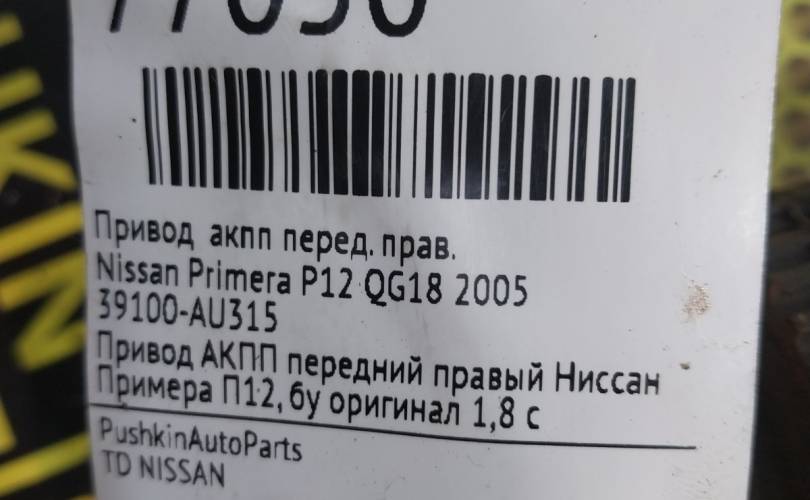 Привод акпп перед. прав.
Nissan Primera P12 QG18 2005
39100-AU315
Привод АКПП передний правый Ниссан
Примера П12, бу оригинал 1,8 с
PushkinAutoParts
TD NISSAN